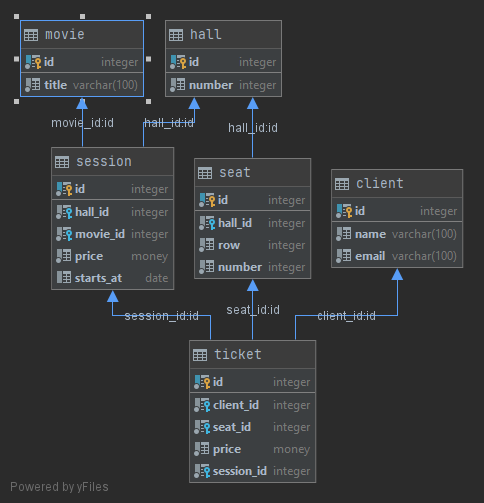 movie
id integer
title varchar(100)
hall
id integer
number integer
movie_id:id
hall_id:id
hall_id:id
session
id integer
hall_id integer
movie_id integer
price money
starts_at date
seat
id integer
hall_id integer
row integer
number integer
client
id integer
name varchar(100)
email varchar(100)
session_id:id
seat_id:id
client_id:id
ticket
id integer
client_id integer
seat_id integer
price money
session_id integer
Powered by yFiles